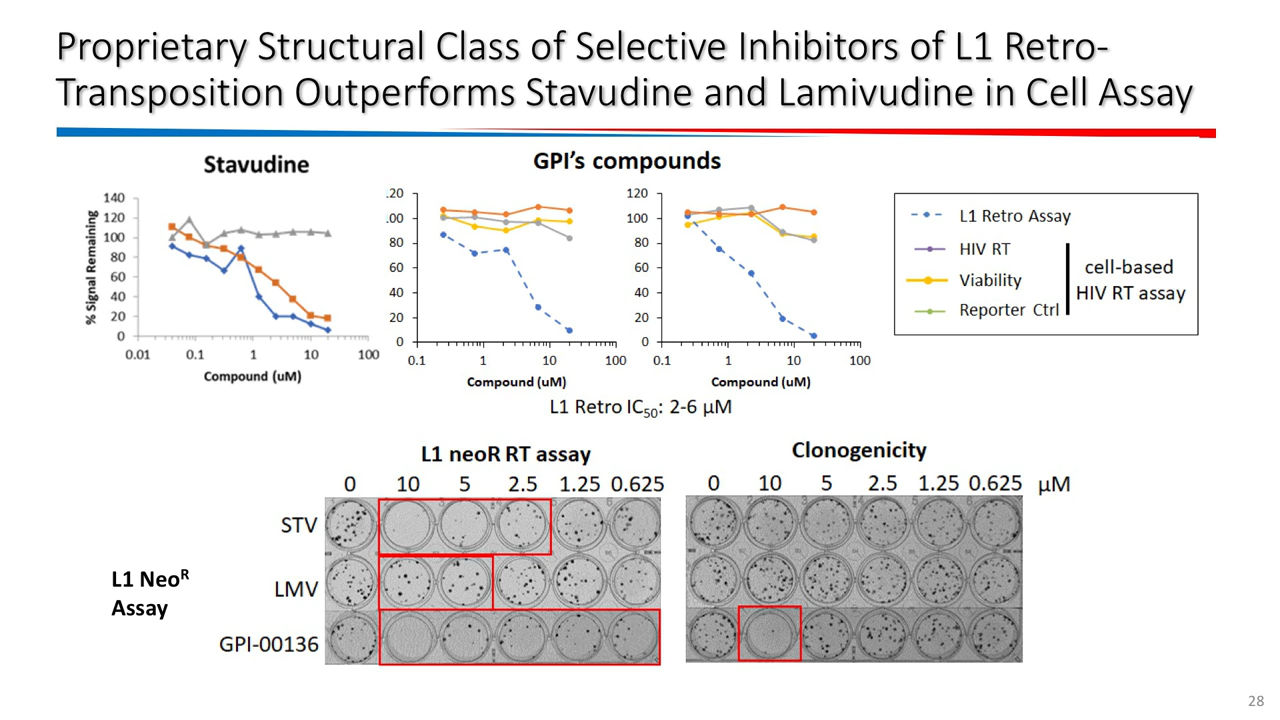 Proprietary Structural Class of Selective Inhibitors of L1 Retro-
Transposition Outperforms Stavudine and Lamivudine in Cell Assay
Stavudine
GPI’s compounds
% Signal Remaining
140
120
100
80
60
40
20
0
0.01 0.1 1 10 100
Compound (uM)
.20
.00
80
60
40
20
0
0.1 1 10 100
Compound (uM)
120
100
80
60
40
20
0
0.1 1 10 100
Compound (uM)
L1 Retro Assay
HIV RT
Viability
Reporter Ctrl
cell-based
HIV RT assay
L1 Retro IC50: 2-6 µM
L1 neoR RT assay
0 10 5 2.5 1.25 0.625
Clonogenicity
0 10 5 2.5 1.25 0.625 µM
L1 NeoR
Assay
STV
LMV
GPI-00136
28